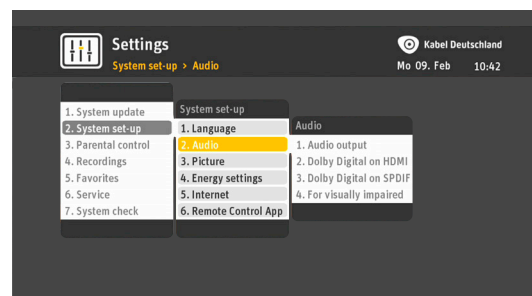 Settings
System set-up > Audio
Kabel Deutschland
Mo 09. Feb 10:42
1. System update
2. System set-up
3. Parental control
4. Recordings
5. Favorites
6. Service
7. System check
System set-up
1. Language
2. Audio
3. Picture
4. Energy settings
5. Internet
6. Remote Control App
Audio
1. Audio output
2. Dolby Digital on HDMI
3. Dolby Digital on SPDIF
4. For visually impaired